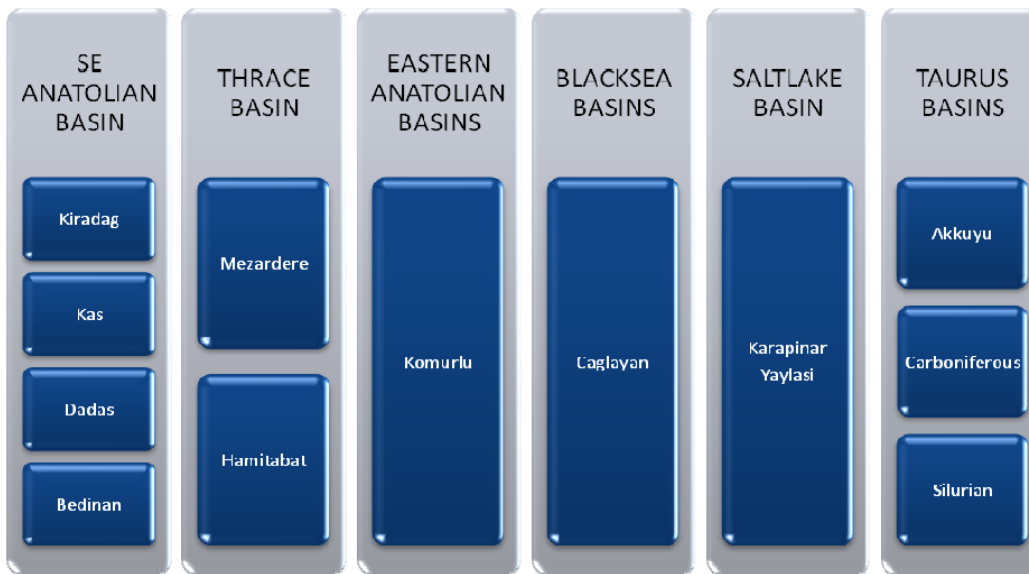 SE
ANATOLIAN
BASIN
Kiradag
Kas
Dadas
Bedinan
THRACE
BASIN
Mezardere
Hamitabat
EASTERN
ANATOLIAN
BASINS
Komurlu
BLACKSEA
BASINS
Caglayan
SALTLAKE
BASIN
Karapinar
Yaylasi
TAURUS
BASINS
Akkuyu
Carboniferous
Silurian